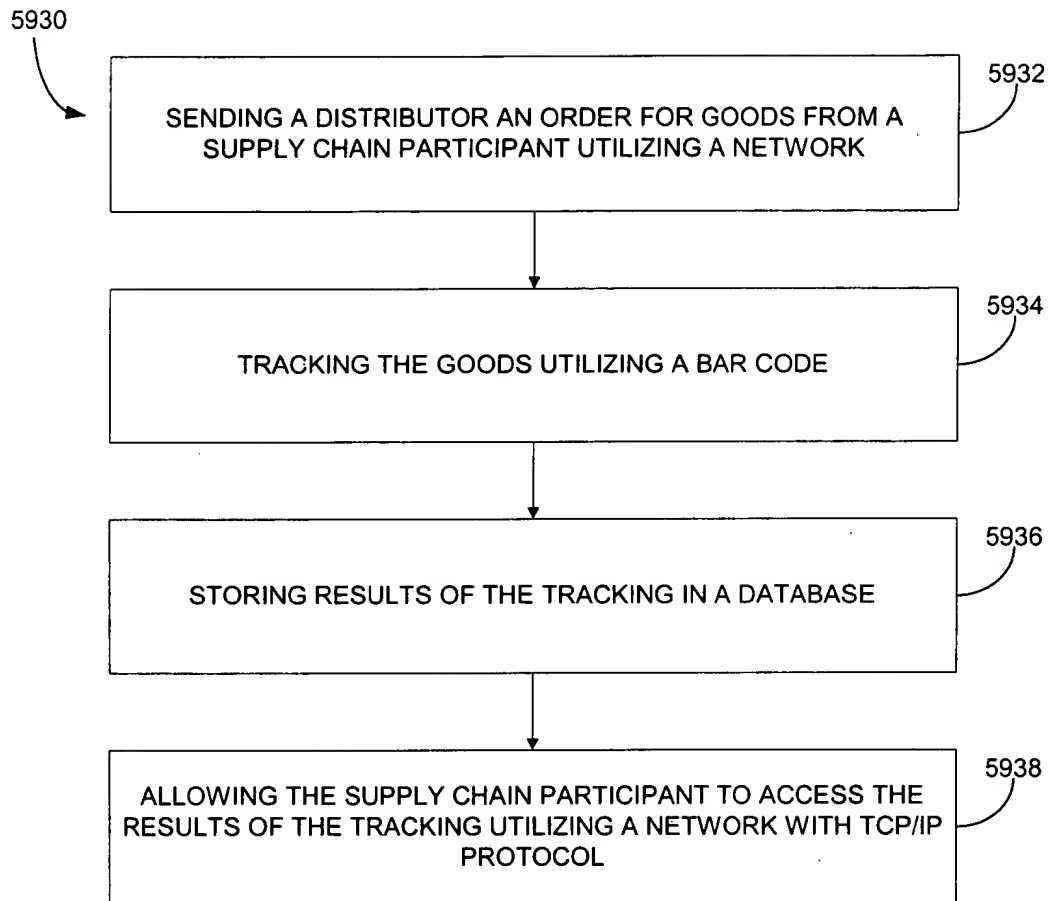 5930
5932
SENDING A DISTRIBUTOR AN ORDER FOR GOODS FROM A
SUPPLY CHAIN PARTICIPANT UTILIZING A NETWORK
5934
TRACKING THE GOODS UTILIZING A BAR CODE
5936
STORING RESULTS OF THE TRACKING IN A DATABASE
5938
ALLOWING THE SUPPLY CHAIN PARTICIPANT TO ACCESS THE
RESULTS OF THE TRACKING UTILIZING A NETWORK WITH TCP/IP
PROTOCOL